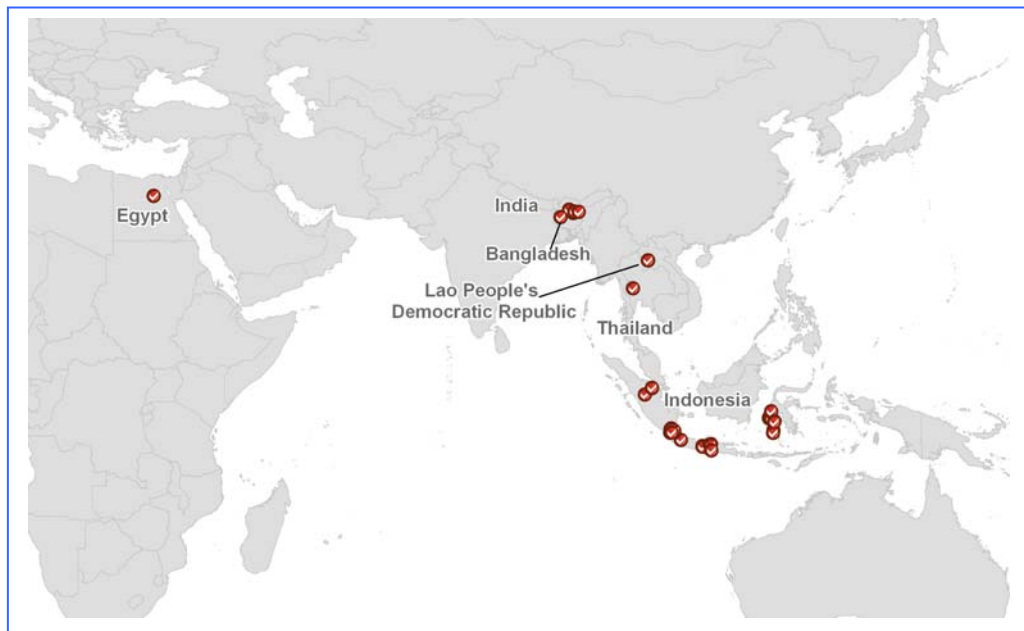 Egypt
India
Bangladesh
Lao People's
Democratic Republic
Thailand
Indonesia